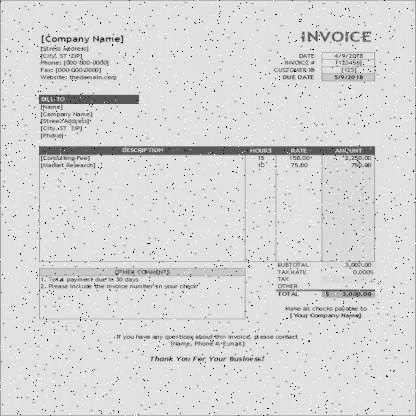 [Company Name]
INVOICE
[Street Address]
[City, ST ZIP]
Phone: [000-000-0000]
Fax: [000-000-0000]
Website: thedomain.org
DATE 4/9/2018
INVOICE # [123456]
CUSTOMER ID [123]
DUE DATE 5/9/2018
BILL TO
[Name]
[Company Name]
[Street Address]
[City, ST ZIP]
[Phone]
DESCRIPTION HOURS RATE AMOUNT
[Consulting Fee] 15 150.00 2,250.00
[Market Research] 10 75.00 750.00
SUBTOTAL 3,000.00
TAX RATE 0.000%
TAX
OTHER
TOTAL $ 3,000.00
OTHER COMMENTS
1. Total payment due in 30 days
2. Please include the invoice number on your check
Make all checks payable to
[Your Company Name]
If you have any questions about this invoice, please contact
[Name, Phone #, E-mail]
Thank You For Your Business!